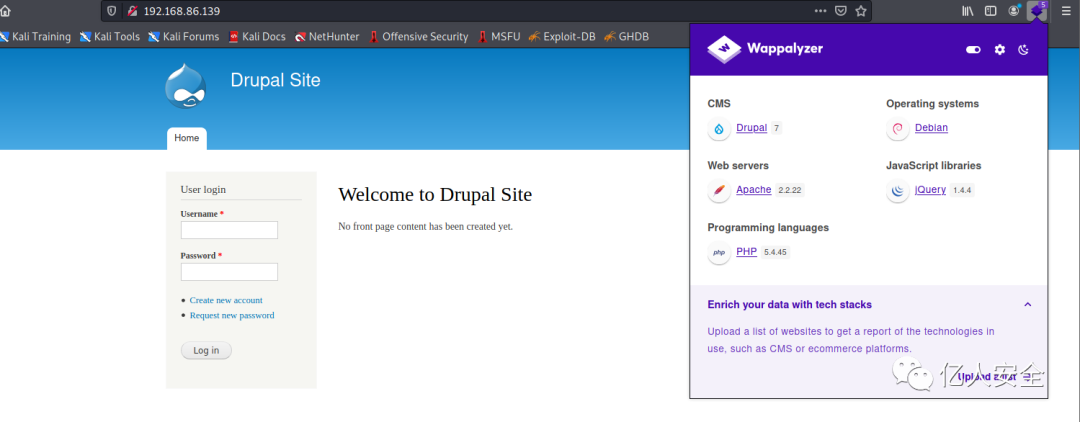 192.168.86.139
5
Kali Training Kali Tools Kali Forums Kali Docs NetHunter Offensive Security MSFU Exploit-DB GHDB
Drupal Site
Home
User login
Username *
Password *
Create new account
Request new password
Log in
Welcome to Drupal Site
No front page content has been created yet.
W Wappalyzer
CMS
Drupal 7
Operating systems
Debian
Web servers
Apache 2.2.22
JavaScript libraries
jQuery 1.4.4
Programming languages
php PHP 5.4.45
Enrich your data with tech stacks
Upload a list of websites to get a report of the technologies in
use, such as CMS or ecommerce platforms.
亿人安全